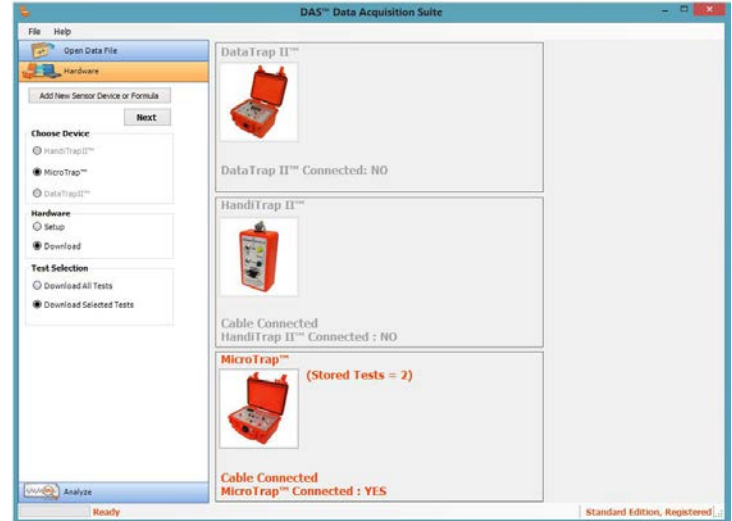 DAS™ Data Acquisition Suite
File Help
Open Data File
Hardware
Add New Sensor Device or Formula
Next
Choose Device
HandiTrapII™
MicroTrap™
DataTrapII™
Hardware
Setup
Download
Test Selection
Download All Tests
Download Selected Tests
Analyze
DataTrap II™
DataTrap II™ Connected: NO
HandiTrap II™
Cable Connected
HandiTrap II™ Connected : NO
MicroTrap™
(Stored Tests = 2)
Cable Connected
MicroTrap™ Connected : YES
Ready
Standard Edition, Registered